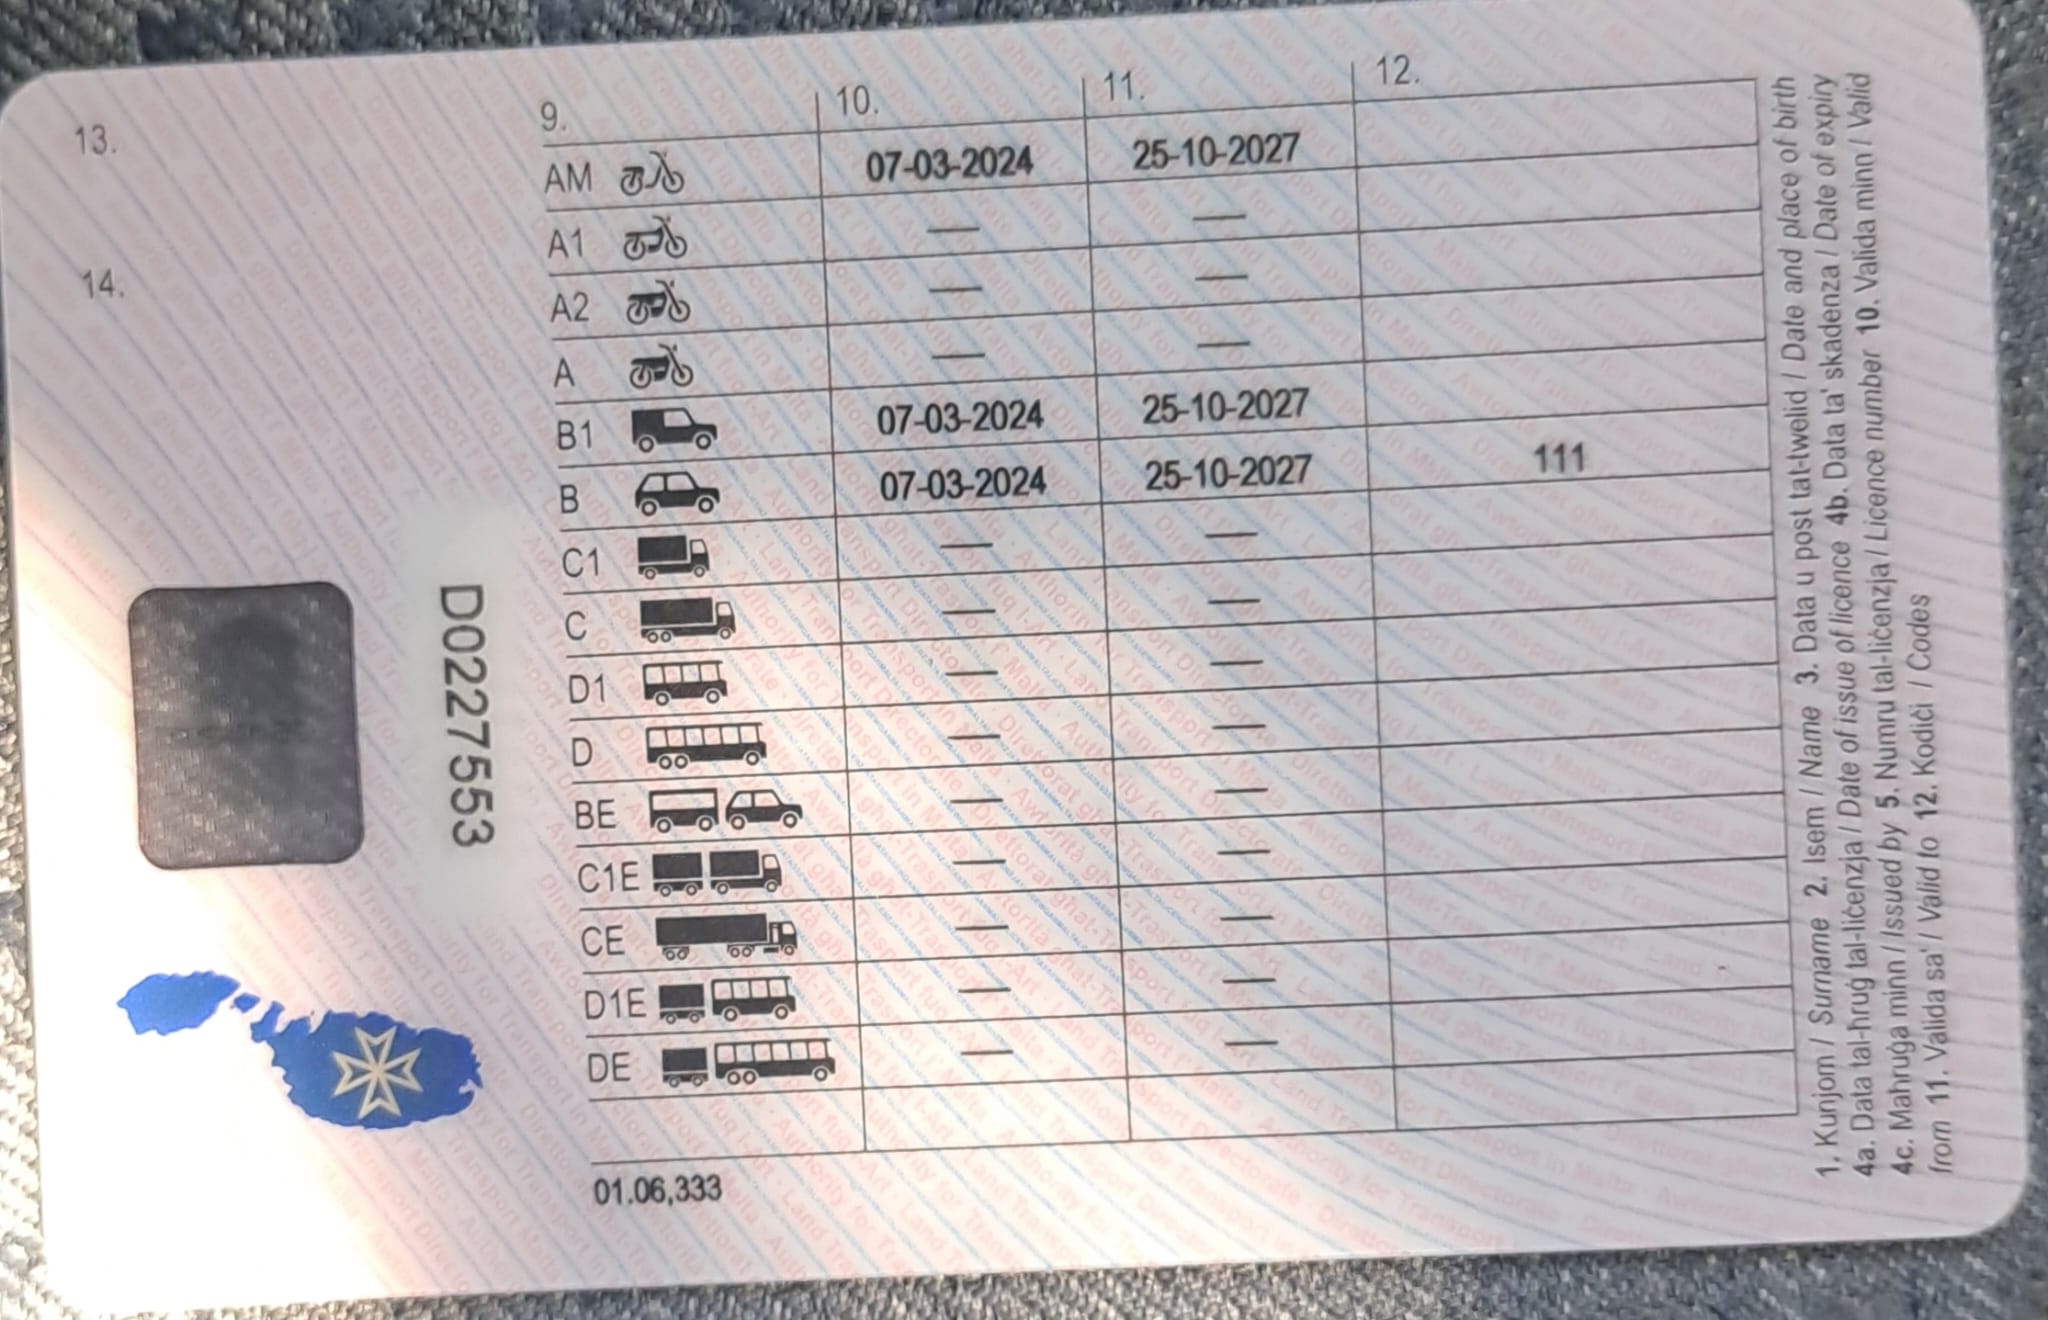 13.
14.
D0227553
9. 10. 11. 12.
AM 07-03-2024 25-10-2027
A1 — —
A2 — —
A — —
B1 07-03-2024 25-10-2027
B 07-03-2024 25-10-2027 111
C1 — —
C — —
D1 — —
D — —
BE — —
C1E — —
CE — —
D1E — —
DE — —
01.06,333
1. Kunjom / Surname 2. Isem / Name 3. Data u post tat-twelid / Date and place of birth
4a. Data tal-ħruġ tal-liċenzja / Date of issue of licence 4b. Data ta' skadenza / Date of expiry
4c. Maħruġa minn / Issued by 5. Numru tal-liċenzja / Licence number 10. Valida minn / Valid
from 11. Valida sa' / Valid to 12. Kodiċi / Codes